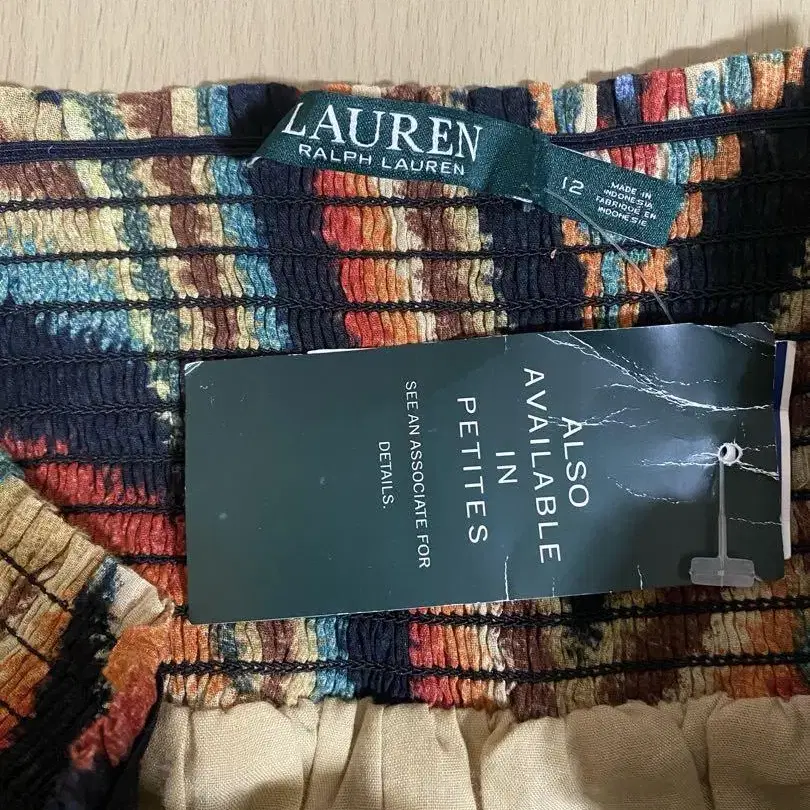 LAUREN
RALPH LAUREN
12
MADE IN
INDONESIA
FABRIQUÉ EN
INDONÉSIE
ALSO
AVAILABLE
IN
PETITES
SEE AN ASSOCIATE FOR
DETAILS.